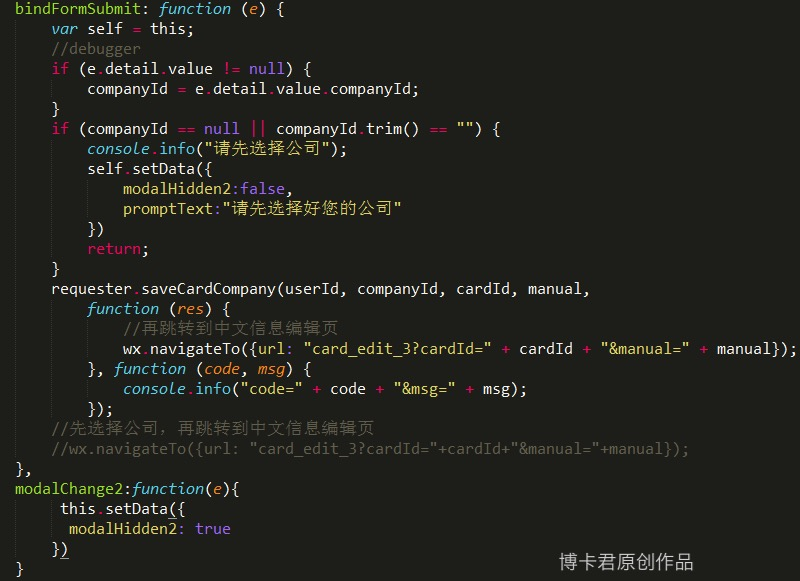 bindFormSubmit: function (e) {
    var self = this;
    //debugger
    if (e.detail.value != null) {
        companyId = e.detail.value.companyId;
    }
    if (companyId == null || companyId.trim() == "") {
        console.info("请先选择公司");
        self.setData({
            modalHidden2:false,
            promptText:"请先选择好您的公司"
        })
        return;
    }
    requester.saveCardCompany(userId, companyId, cardId, manual,
        function (res) {
            //再跳转到中文信息编辑页
            wx.navigateTo({url: "card_edit_3?cardId=" + cardId + "&manual=" + manual});
        }, function (code, msg) {
            console.info("code=" + code + "&msg=" + msg);
        });
    //先选择公司，再跳转到中文信息编辑页
    //wx.navigateTo({url: "card_edit_3?cardId="+cardId+"&manual="+manual});
},
modalChange2:function(e){
     this.setData({
      modalHidden2: true
    })
}
博卡君原创作品